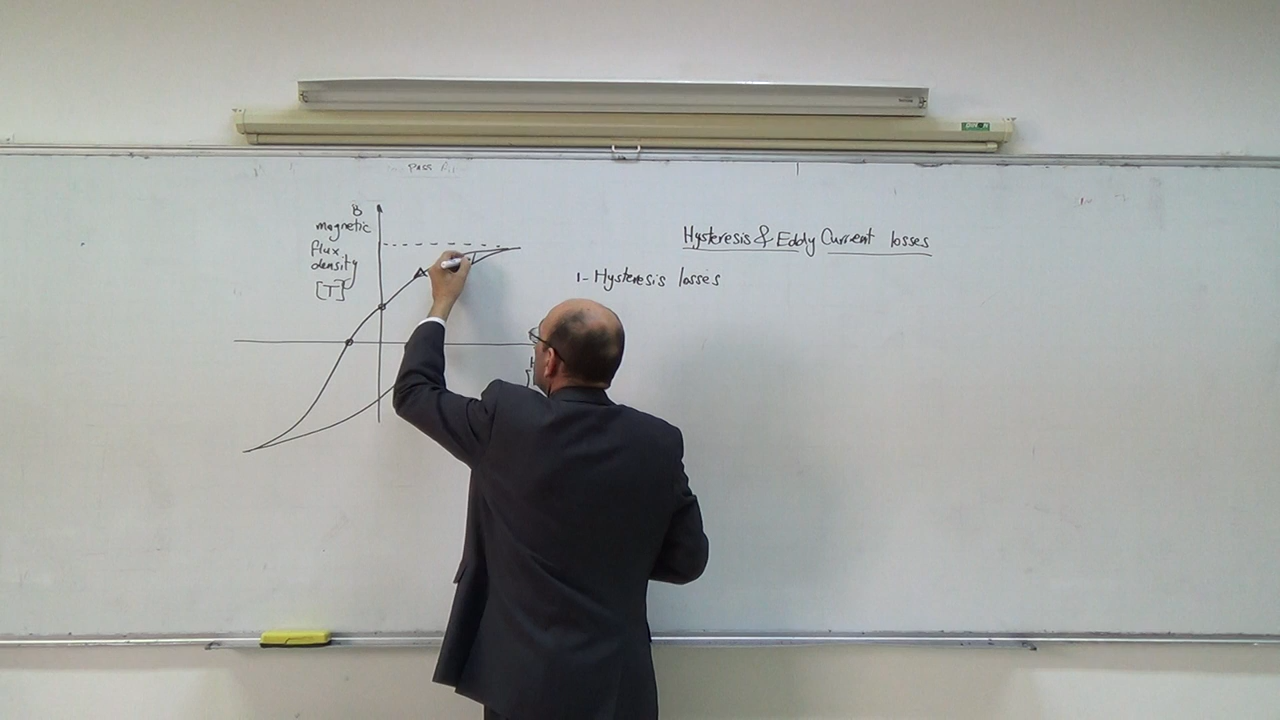 B
magnetic
flux
density
[T]
Hysteresis & Eddy Current losses
1- Hysteresis losses